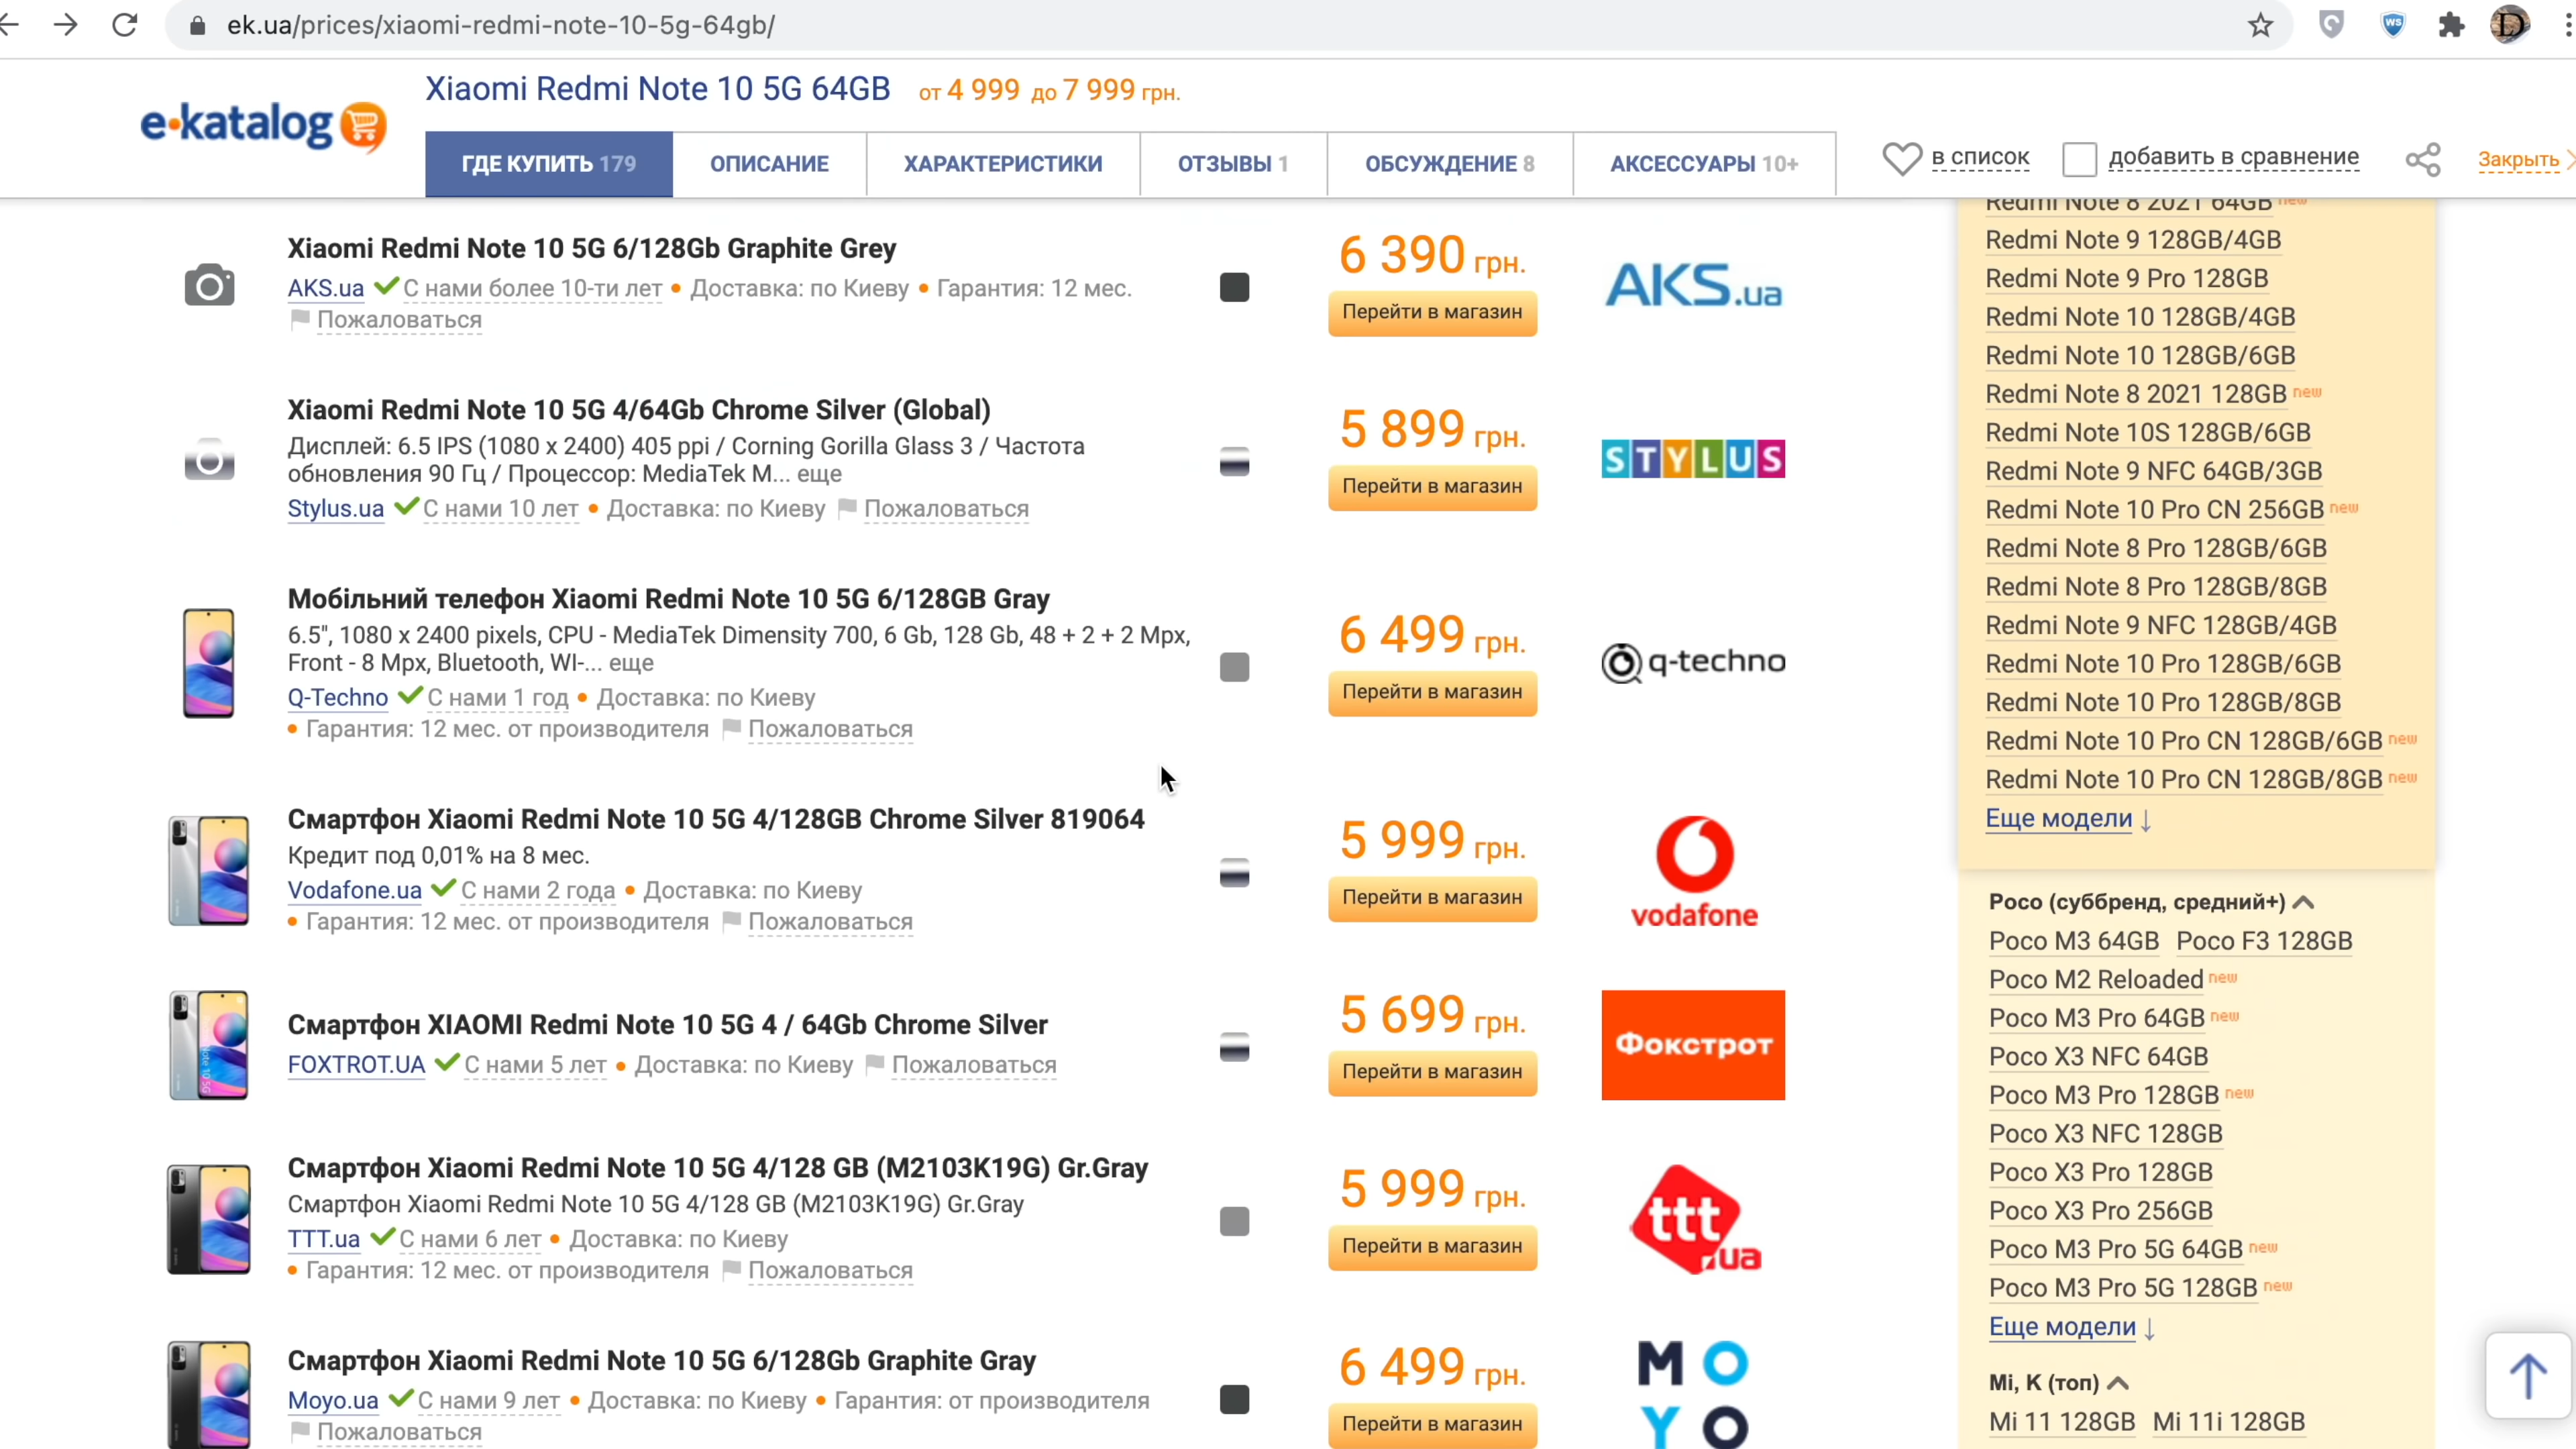 ek.ua/prices/xiaomi-redmi-note-10-5g-64gb/
e-katalog
Xiaomi Redmi Note 10 5G 64GB от 4 999 до 7 999 грн.
ГДЕ КУПИТЬ 179
ОПИСАНИЕ
ХАРАКТЕРИСТИКИ
ОТЗЫВЫ 1
ОБСУЖДЕНИЕ 8
АКСЕССУАРЫ 10+
в список
добавить в сравнение
Закрыть
Xiaomi Redmi Note 10 5G 6/128Gb Graphite Grey
AKS.ua С нами более 10-ти лет • Доставка: по Киеву • Гарантия: 12 мес.
Пожаловаться
6 390 грн.
Перейти в магазин
AKS.ua
Xiaomi Redmi Note 10 5G 4/64Gb Chrome Silver (Global)
Дисплей: 6.5 IPS (1080 x 2400) 405 ppi / Corning Gorilla Glass 3 / Частота
обновления 90 Гц / Процессор: MediaTek M... еще
Stylus.ua С нами 10 лет • Доставка: по Киеву Пожаловаться
5 899 грн.
Перейти в магазин
STYLUS
Мобільний телефон Xiaomi Redmi Note 10 5G 6/128GB Gray
6.5", 1080 x 2400 pixels, CPU - MediaTek Dimensity 700, 6 Gb, 128 Gb, 48 + 2 + 2 Mpx,
Front - 8 Mpx, Bluetooth, WI-... еще
Q-Techno С нами 1 год • Доставка: по Киеву
• Гарантия: 12 мес. от производителя Пожаловаться
6 499 грн.
Перейти в магазин
q-techno
Смартфон Xiaomi Redmi Note 10 5G 4/128GB Chrome Silver 819064
Кредит под 0,01% на 8 мес.
Vodafone.ua С нами 2 года • Доставка: по Киеву
• Гарантия: 12 мес. от производителя Пожаловаться
5 999 грн.
Перейти в магазин
vodafone
Смартфон XIAOMI Redmi Note 10 5G 4 / 64Gb Chrome Silver
FOXTROT.UA С нами 5 лет • Доставка: по Киеву Пожаловаться
5 699 грн.
Перейти в магазин
Фокстрот
Смартфон Xiaomi Redmi Note 10 5G 4/128 GB (M2103K19G) Gr.Gray
Смартфон Xiaomi Redmi Note 10 5G 4/128 GB (M2103K19G) Gr.Gray
TTT.ua С нами 6 лет • Доставка: по Киеву
• Гарантия: 12 мес. от производителя Пожаловаться
5 999 грн.
Перейти в магазин
ttt.ua
Смартфон Xiaomi Redmi Note 10 5G 6/128Gb Graphite Gray
Moyo.ua С нами 9 лет • Доставка: по Киеву • Гарантия: от производителя
Пожаловаться
6 499 грн.
Перейти в магазин
MO
YO
Redmi Note 8 2021 64GB new
Redmi Note 9 128GB/4GB
Redmi Note 9 Pro 128GB
Redmi Note 10 128GB/4GB
Redmi Note 10 128GB/6GB
Redmi Note 8 2021 128GB new
Redmi Note 10S 128GB/6GB
Redmi Note 9 NFC 64GB/3GB
Redmi Note 10 Pro CN 256GB new
Redmi Note 8 Pro 128GB/6GB
Redmi Note 8 Pro 128GB/8GB
Redmi Note 9 NFC 128GB/4GB
Redmi Note 10 Pro 128GB/6GB
Redmi Note 10 Pro 128GB/8GB
Redmi Note 10 Pro CN 128GB/6GB new
Redmi Note 10 Pro CN 128GB/8GB new
Еще модели ↓
Poco (суббренд, средний+)
Poco M3 64GB Poco F3 128GB
Poco M2 Reloaded new
Poco M3 Pro 64GB new
Poco X3 NFC 64GB
Poco M3 Pro 128GB new
Poco X3 NFC 128GB
Poco X3 Pro 128GB
Poco X3 Pro 256GB
Poco M3 Pro 5G 64GB new
Poco M3 Pro 5G 128GB new
Еще модели ↓
Mi, K (топ)
Mi 11 128GB Mi 11i 128GB